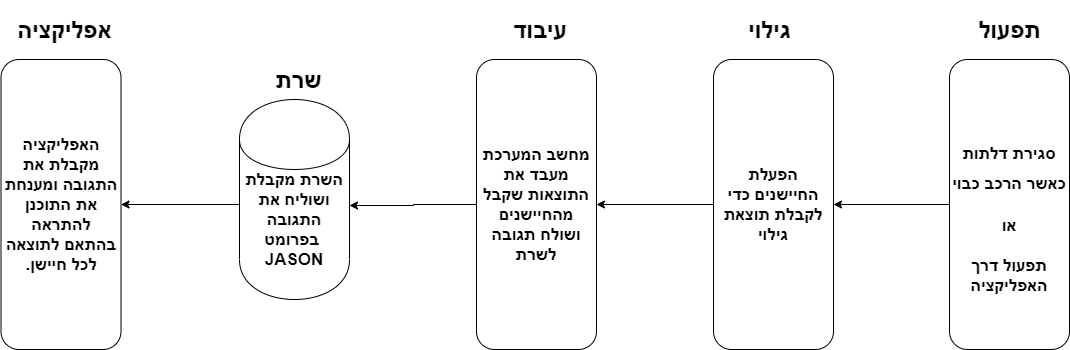 תפעול
סגירת דלתות
כאשר הרכב כבוי
או
תפעול דרך
האפליקציה
גילוי
הפעלת
החיישנים כדי
לקבלת תוצאת
גילוי
עיבוד
מחשב המערכת
מעבד את
התוצאות שקבל
מהחיישנים
ושולח תגובה
לשרת
שרת
השרת מקבלת
ושוליח את
התגובה
בפרומט
JASON
אפליקציה
האפליקציה
מקבלת את
התגובה ומענחת
את התוכנן
להתראה
בהתאם לתוצאה
לכל חיישן.